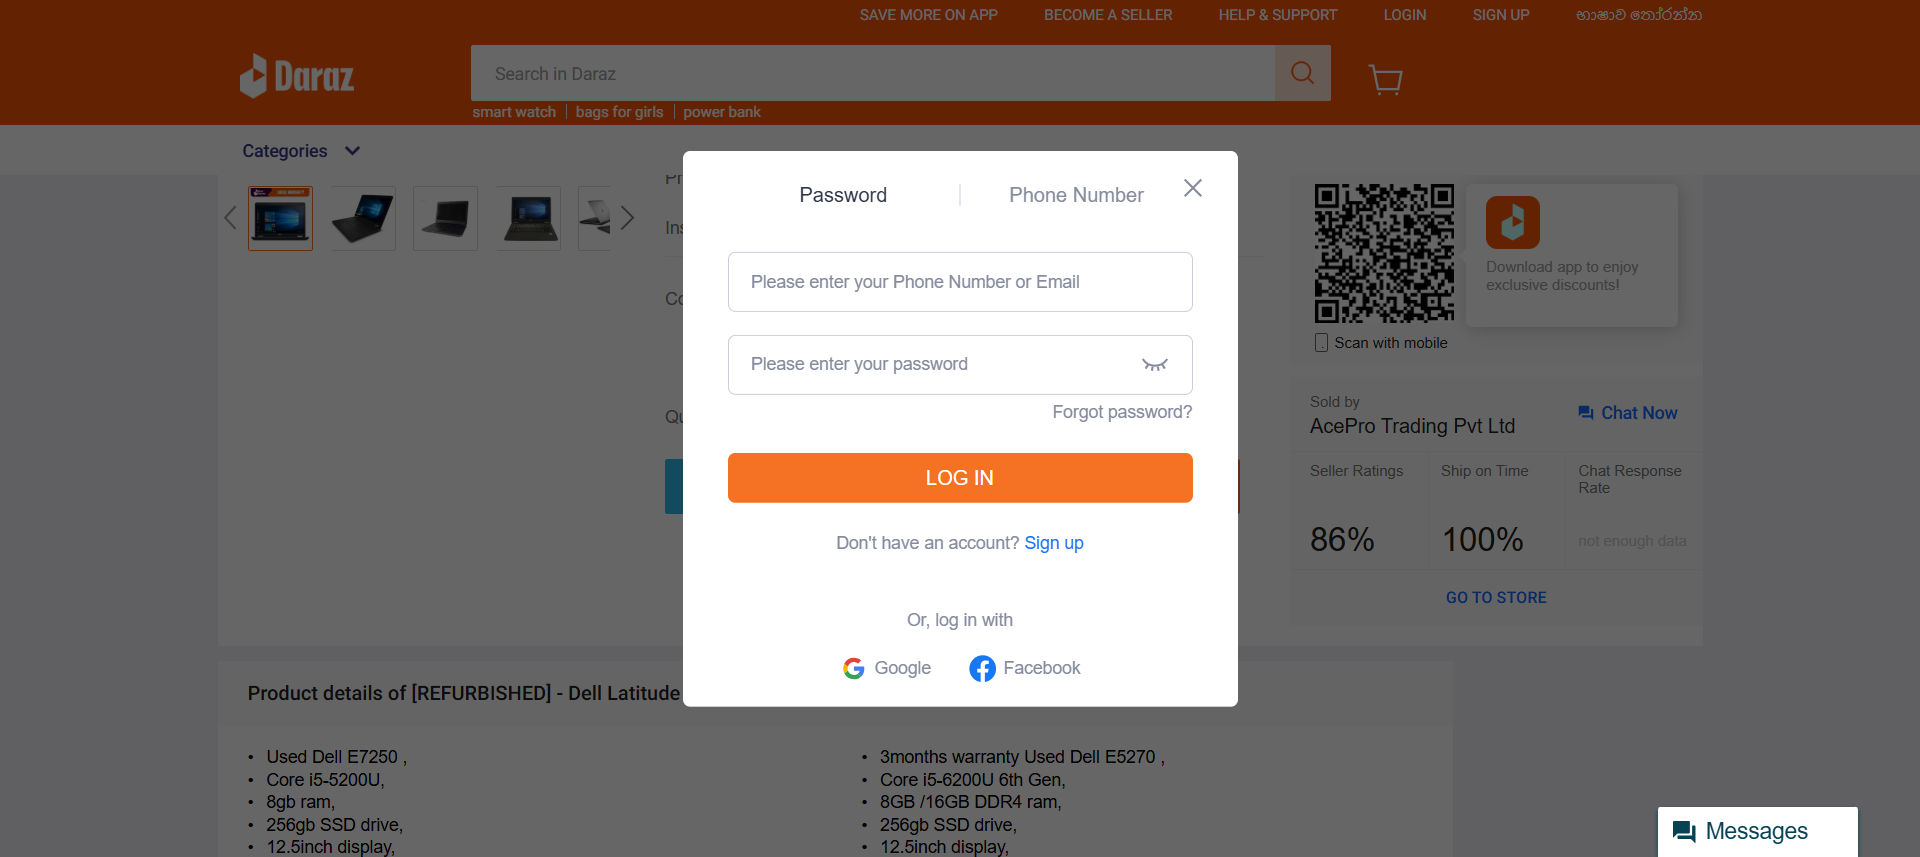 SAVE MORE ON APP
BECOME A SELLER
HELP & SUPPORT
LOGIN
SIGN UP
භාෂාව තෝරන්න
Daraz
Search in Daraz
smart watch
bags for girls
power bank
Categories
Password
Phone Number
Please enter your Phone Number or Email
Please enter your password
Forgot password?
LOG IN
Don't have an account? Sign up
Or, log in with
Google
Facebook
Download app to enjoy
exclusive discounts!
Scan with mobile
Sold by
AcePro Trading Pvt Ltd
Chat Now
Seller Ratings
Ship on Time
Chat Response
Rate
86%
100%
not enough data
GO TO STORE
Product details of [REFURBISHED] - Dell Latitude
• Used Dell E7250 ,
• Core i5-5200U,
• 8gb ram,
• 256gb SSD drive,
• 12.5inch display,
• 3months warranty Used Dell E5270 ,
• Core i5-6200U 6th Gen,
• 8GB /16GB DDR4 ram,
• 256gb SSD drive,
• 12.5inch display,
Messages